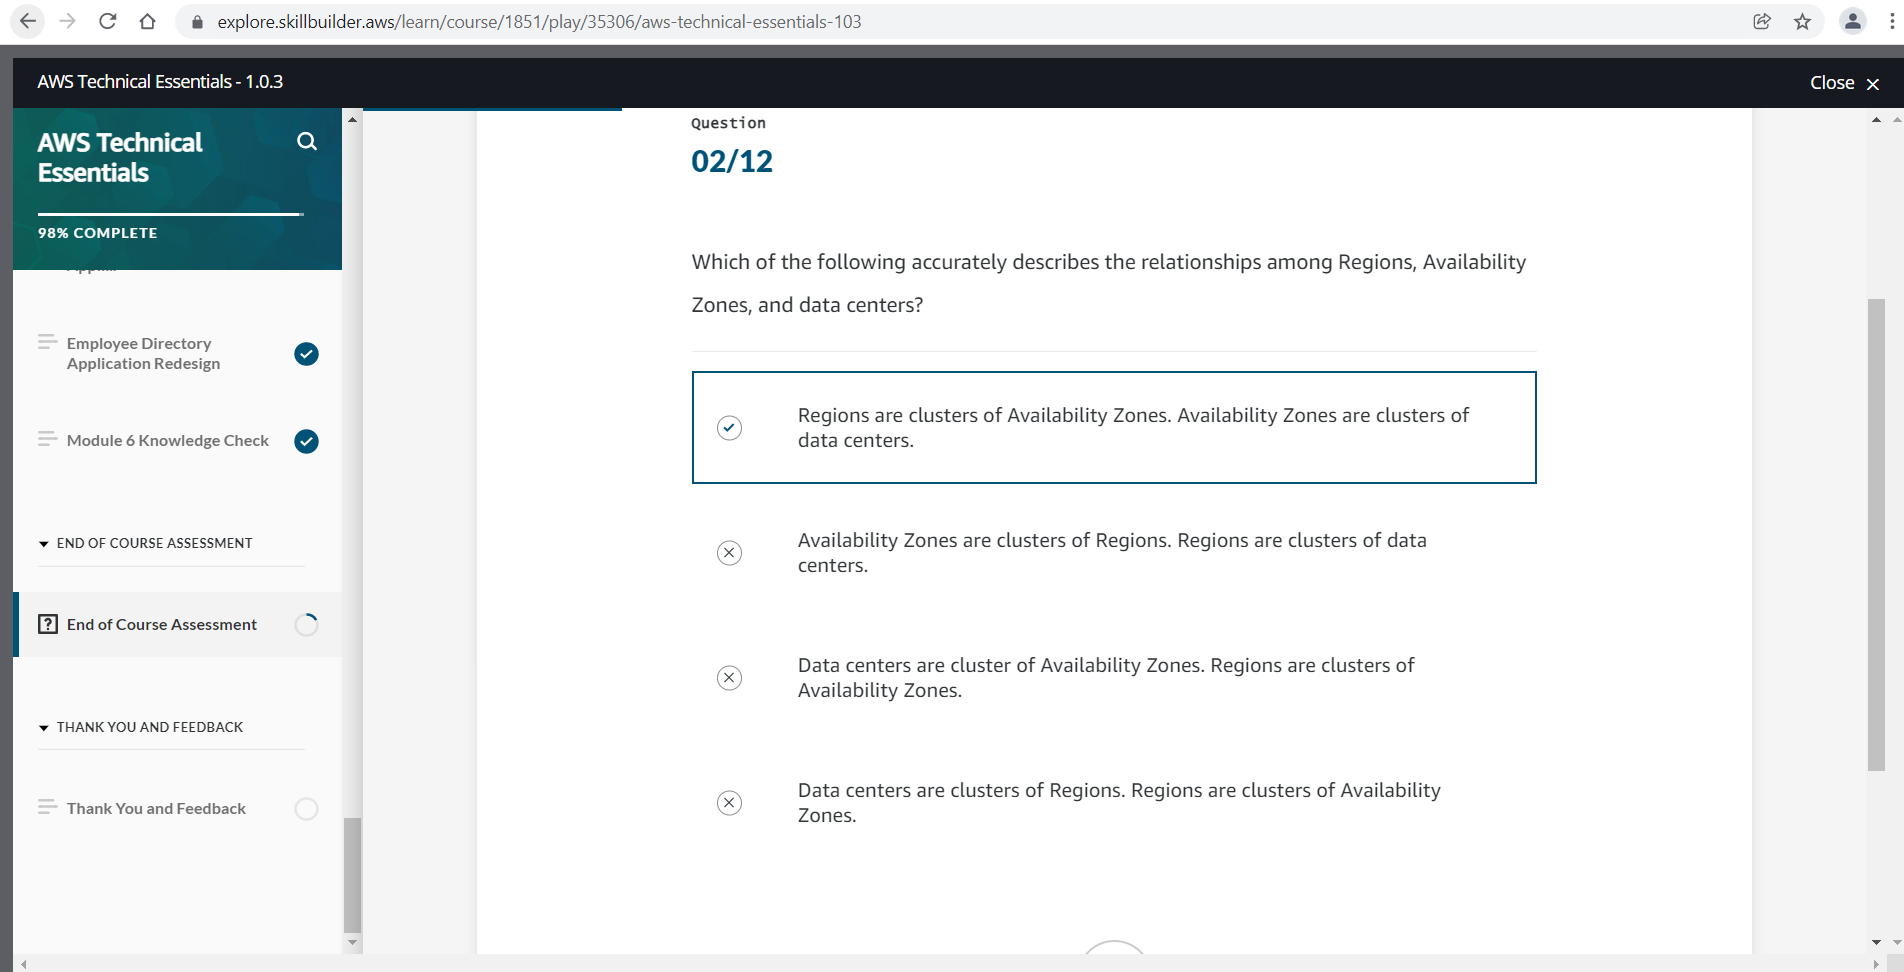 explore.skillbuilder.aws/learn/course/1851/play/35306/aws-technical-essentials-103
AWS Technical Essentials - 1.0.3
Close
AWS Technical
Essentials
98% COMPLETE
Employee Directory
Application Redesign
Module 6 Knowledge Check
END OF COURSE ASSESSMENT
End of Course Assessment
THANK YOU AND FEEDBACK
Thank You and Feedback
Question
02/12
Which of the following accurately describes the relationships among Regions, Availability
Zones, and data centers?
Regions are clusters of Availability Zones. Availability Zones are clusters of
data centers.
Availability Zones are clusters of Regions. Regions are clusters of data
centers.
Data centers are cluster of Availability Zones. Regions are clusters of
Availability Zones.
Data centers are clusters of Regions. Regions are clusters of Availability
Zones.